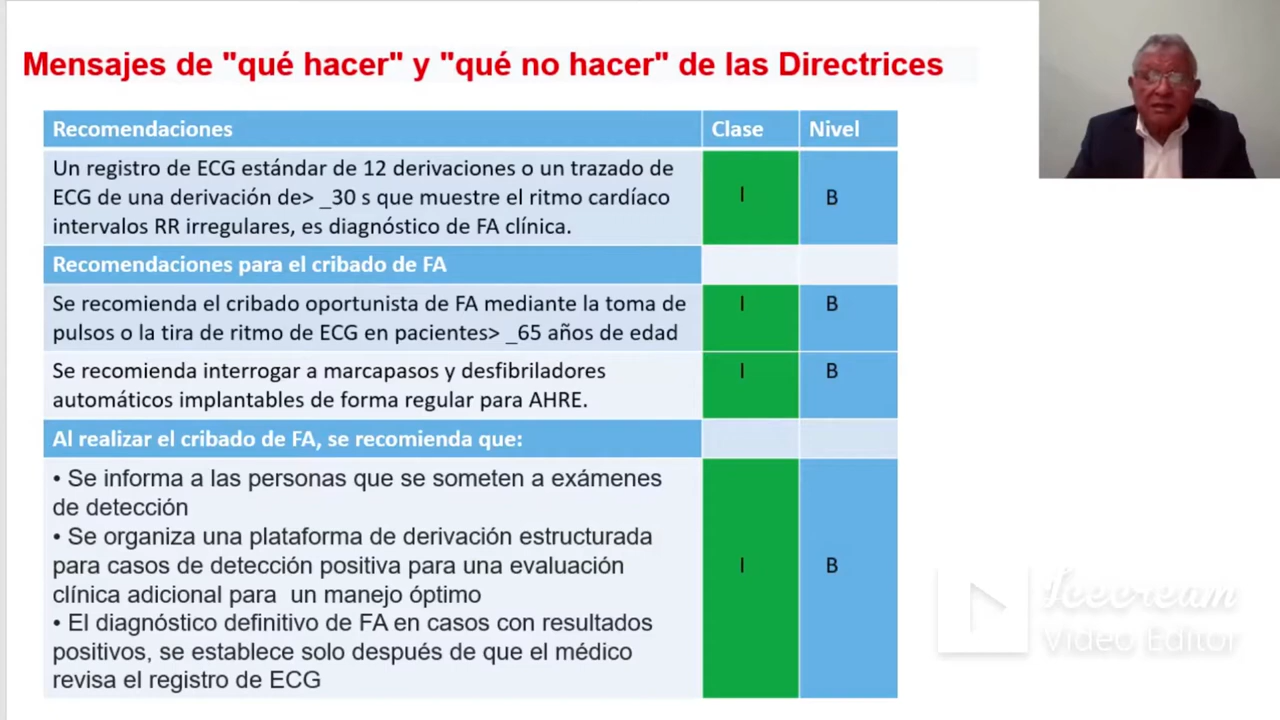 Mensajes de "qué hacer" y "qué no hacer" de las Directrices
Recomendaciones Clase Nivel
Un registro de ECG estándar de 12 derivaciones o un trazado de
ECG de una derivación de> _30 s que muestre el ritmo cardíaco
intervalos RR irregulares, es diagnóstico de FA clínica.
I B
Recomendaciones para el cribado de FA
Se recomienda el cribado oportunista de FA mediante la toma de
pulsos o la tira de ritmo de ECG en pacientes> _65 años de edad
I B
Se recomienda interrogar a marcapasos y desfibriladores
automáticos implantables de forma regular para AHRE.
I B
Al realizar el cribado de FA, se recomienda que:
• Se informa a las personas que se someten a exámenes
de detección
• Se organiza una plataforma de derivación estructurada
para casos de detección positiva para una evaluación
clínica adicional para un manejo óptimo
• El diagnóstico definitivo de FA en casos con resultados
positivos, se establece solo después de que el médico
revisa el registro de ECG
I B
Icecream
Video Editor